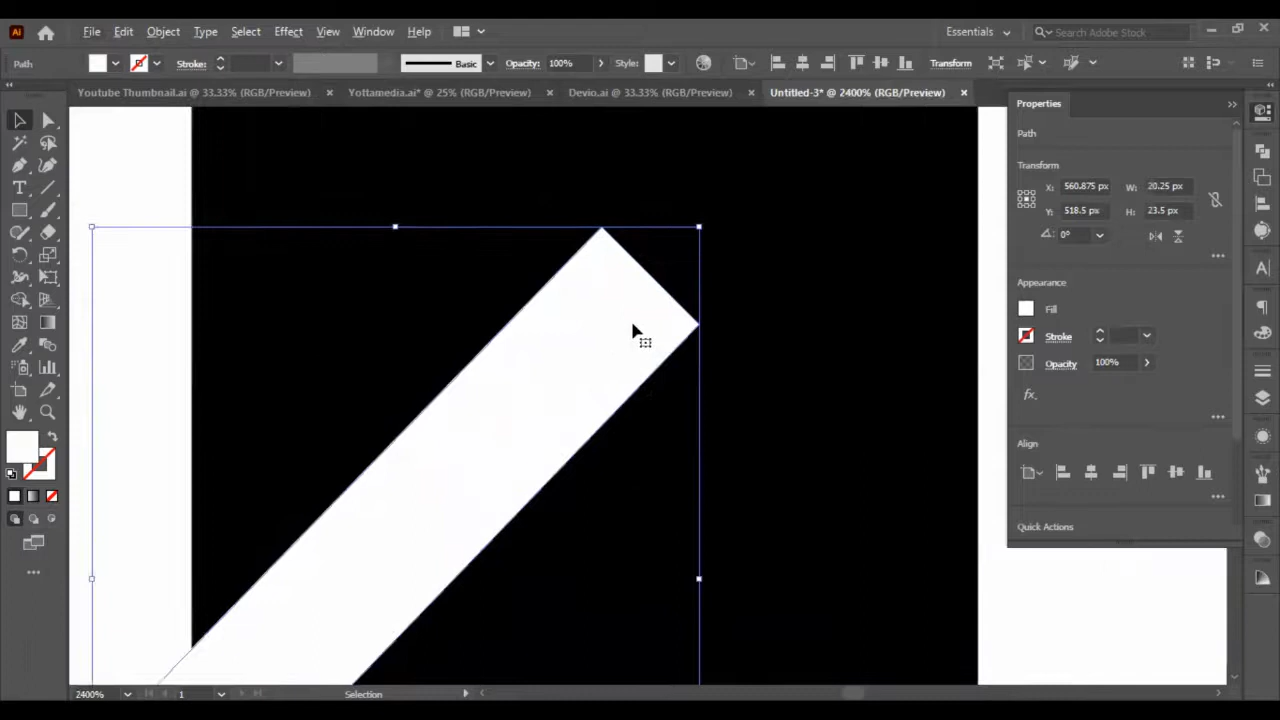 Ai File Edit Object Type Select Effect View Window Help Essentials Search Adobe Stock
Path Stroke: Basic Opacity: 100% Style: Transform
Youtube Thumbnail.ai @ 33.33% (RGB/Preview) × Yottamedia.ai* @ 25% (RGB/Preview) × Devio.ai @ 33.33% (RGB/Preview) × Untitled-3* @ 2400% (RGB/Preview) ×
Properties
Path
Transform
X: 560.875 px W: 20.25 px
Y: 518.5 px H: 23.5 px
0°
Appearance
Fill
Stroke
Opacity 100%
fx.
Align
Quick Actions
2400% 1 Selection